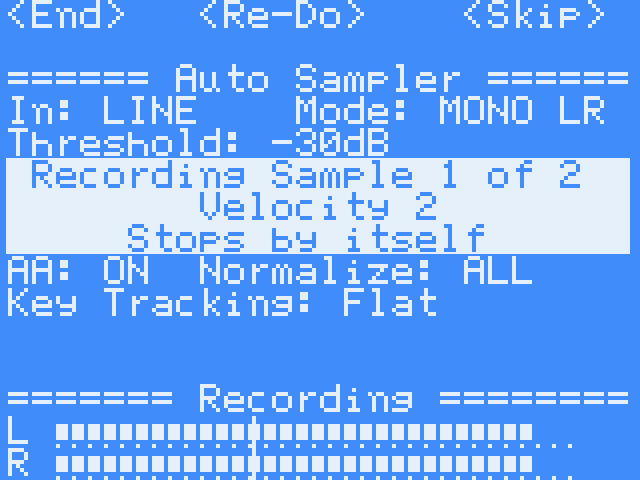 <End> <Re-Do> <Skip>
====== Auto Sampler ======
In: LINE Mode: MONO LR
Threshold: -30dB
Recording Sample 1 of 2
Velocity 2
Stops by itself
AA: ON Normalize: ALL
Key Tracking: Flat
======= Recording ========
L
R